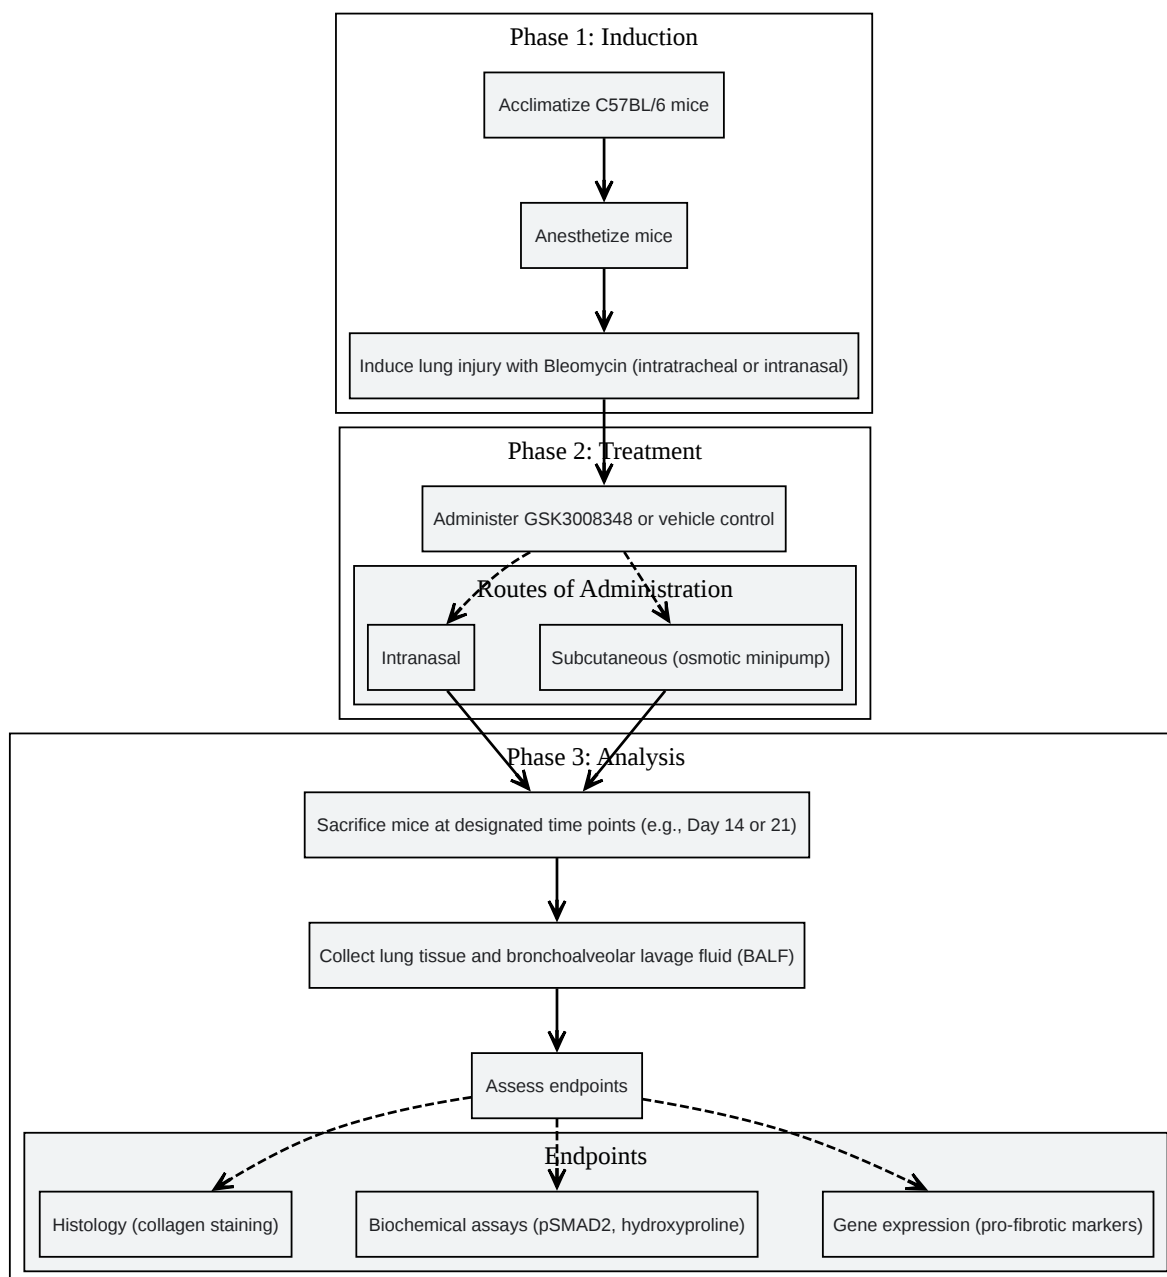 Phase 1: Induction
Acclimatize C57BL/6 mice
Anesthetize mice
Induce lung injury with Bleomycin (intratracheal or intranasal)
Phase 2: Treatment
Administer GSK3008348 or vehicle control
Routes of Administration
Intranasal
Subcutaneous (osmotic minipump)
Phase 3: Analysis
Sacrifice mice at designated time points (e.g., Day 14 or 21)
Collect lung tissue and bronchoalveolar lavage fluid (BALF)
Assess endpoints
Endpoints
Histology (collagen staining)
Biochemical assays (pSMAD2, hydroxyproline)
Gene expression (pro-fibrotic markers)